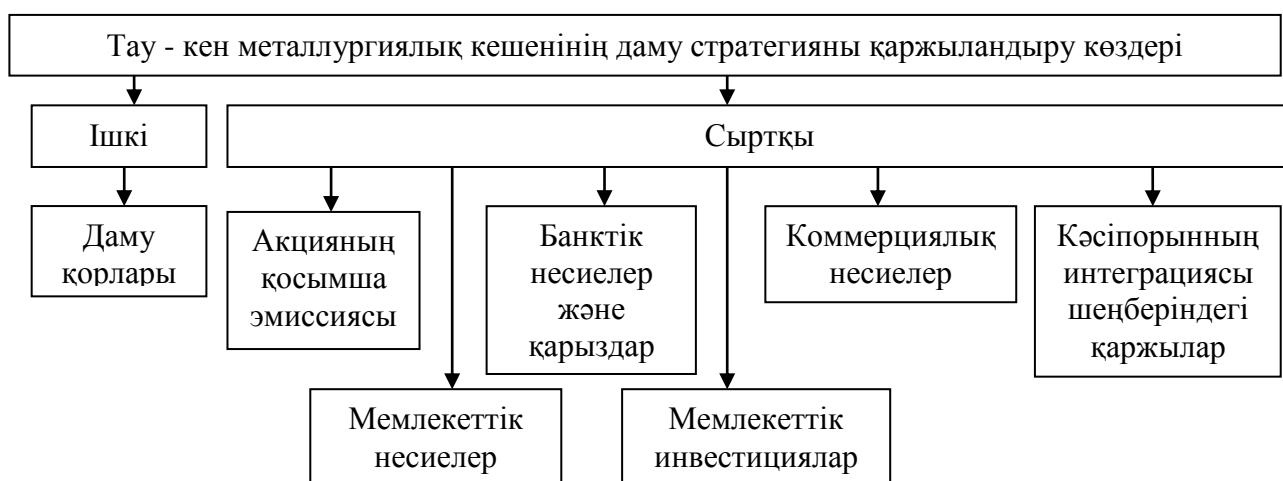 Тау - кен металлургиялық кешенінің даму стратегияны қаржыландыру көздері
Ішкі
Сыртқы
Даму
қорлары
Акцияның
қосымша
эмиссиясы
Банктік
несиелер
және
қарыздар
Коммерциялық
несиелер
Кәсіпорынның
интеграциясы
шеңберіндегі
қаржылар
Мемлекеттік
несиелер
Мемлекеттік
инвестициялар